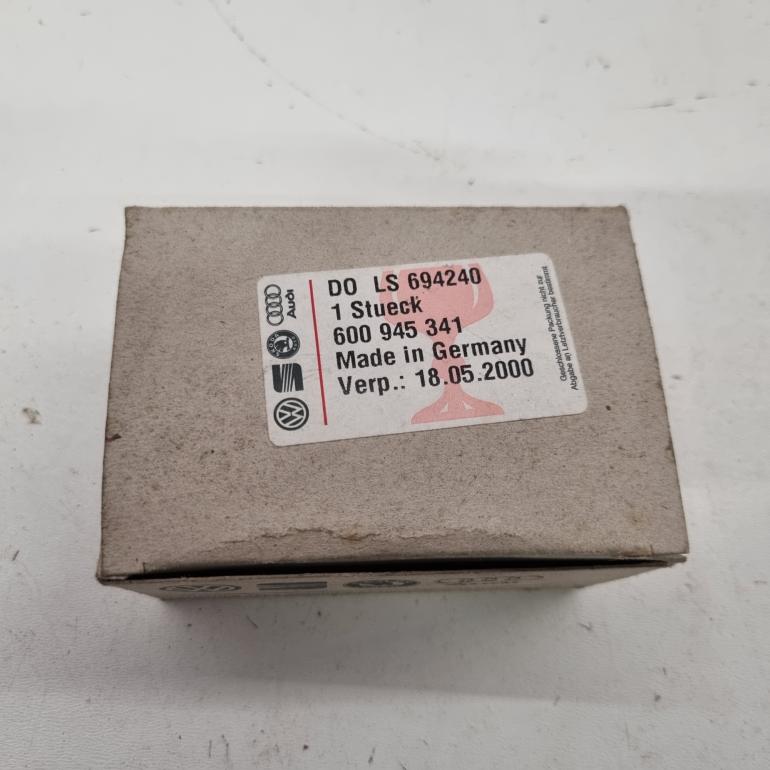 DO LS 694240
1 Stueck
600 945 341
Made in Germany
Verp.: 18.05.2000
Audi
SKODA
Geschlossene Packung nicht zur
Abgabe an Letztverbraucher bestimmt